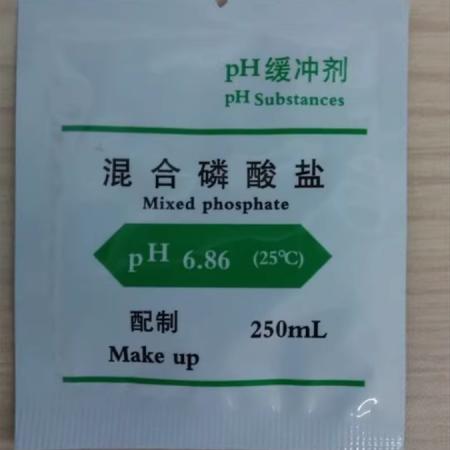 pH缓冲剂
pH Substances
混合磷酸盐
Mixed phosphate
pH 6.86 (25℃)
配制 250mL
Make up